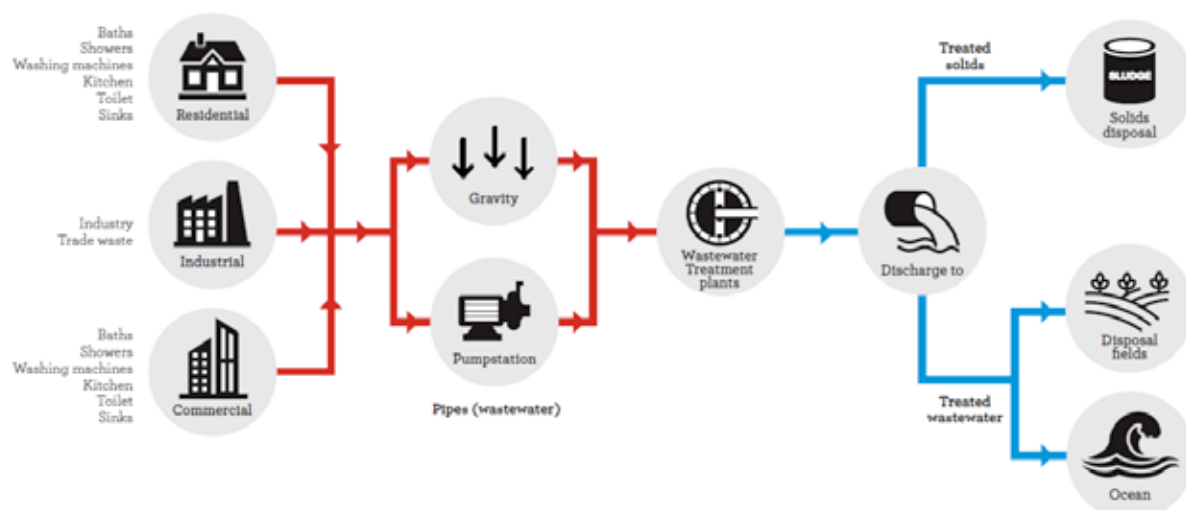 Baths
Showers
Washing machines
Kitchen
Toilet
Sinks
Residential
Industry
Trade waste
Industrial
Baths
Showers
Washing machines
Kitchen
Toilet
Sinks
Commercial
Gravity
Pumpstation
Pipes (wastewater)
Wastewater
Treatment
plants
Discharge to
Treated
solids
SLUDGE
Solids
disposal
Disposal
fields
Treated
wastewater
Ocean